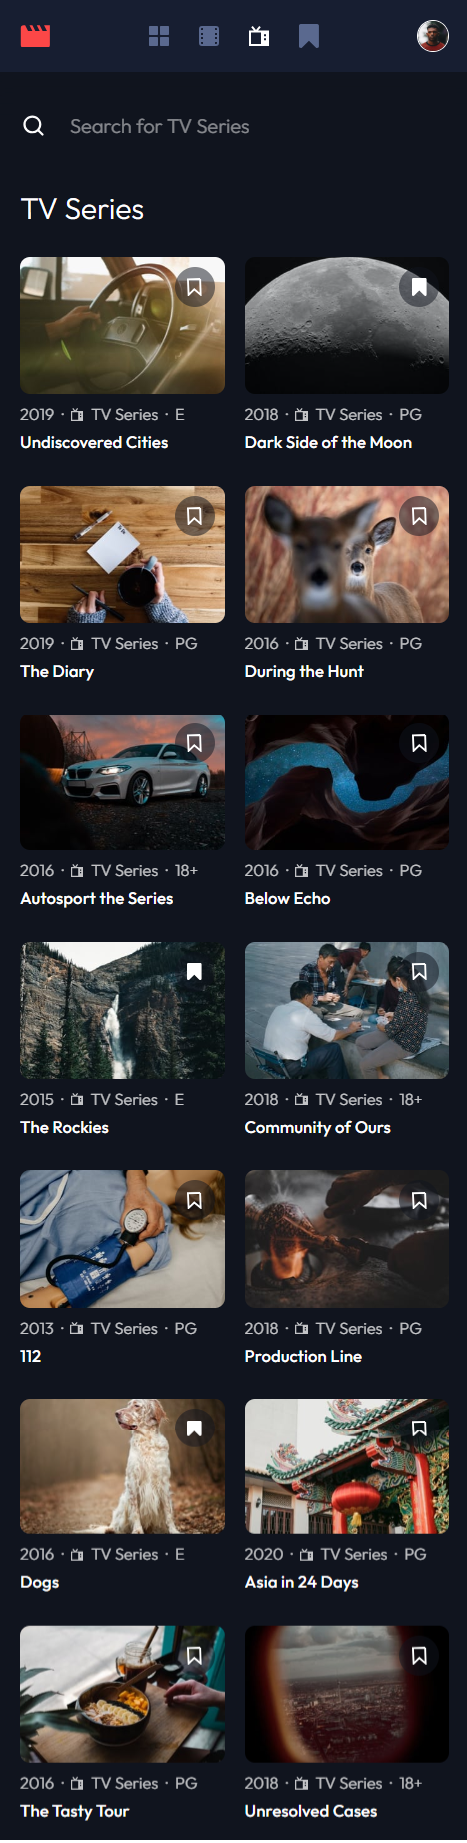 Search for TV Series
TV Series
2019 · TV Series · E
Undiscovered Cities
2018 · TV Series · PG
Dark Side of the Moon
2019 · TV Series · PG
The Diary
2016 · TV Series · PG
During the Hunt
2016 · TV Series · 18+
Autosport the Series
2016 · TV Series · PG
Below Echo
2015 · TV Series · E
The Rockies
2018 · TV Series · 18+
Community of Ours
2013 · TV Series · PG
112
2018 · TV Series · PG
Production Line
2016 · TV Series · E
Dogs
2020 · TV Series · PG
Asia in 24 Days
2016 · TV Series · PG
The Tasty Tour
2018 · TV Series · 18+
Unresolved Cases